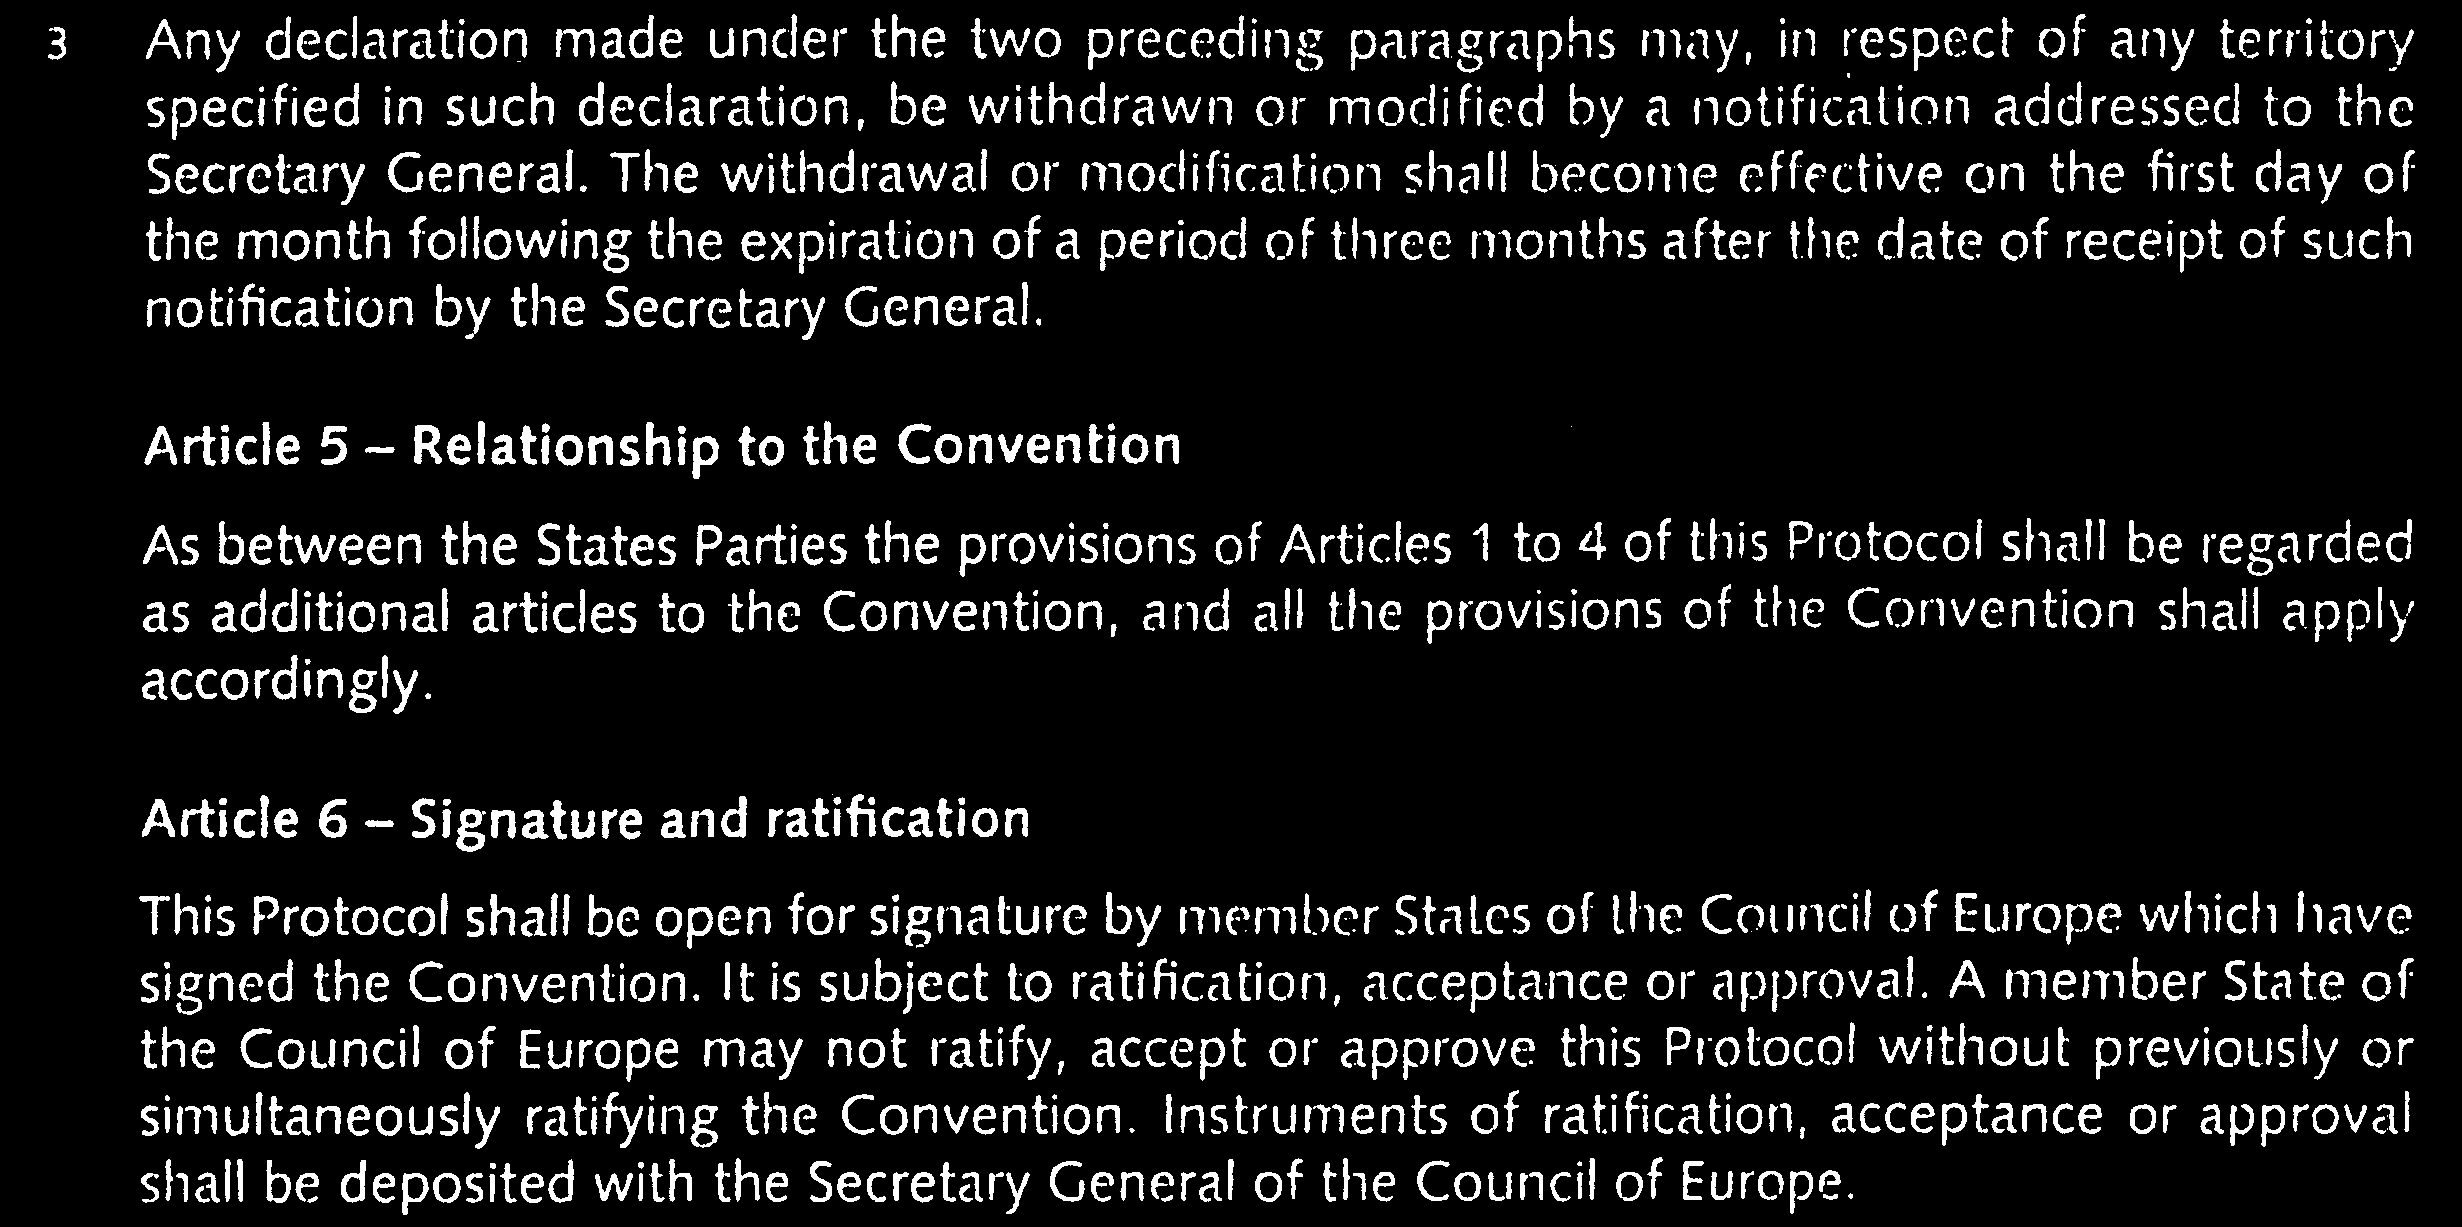 3 Any declaration made under the two preceding paragraphs may, in respect of any territory
specified in such declaration, be withdrawn or modified by a notification addressed to the
Secretary General. The withdrawal or modification shall become effective on the first day of
the month following the expiration of a period of three months after the date of receipt of such
notification by the Secretary General.
Article 5 – Relationship to the Convention
As between the States Parties the provisions of Articles 1 to 4 of this Protocol shall be regarded
as additional articles to the Convention, and all the provisions of the Convention shall apply
accordingly.
Article 6 – Signature and ratification
This Protocol shall be open for signature by member States of the Council of Europe which have
signed the Convention. It is subject to ratification, acceptance or approval. A member State of
the Council of Europe may not ratify, accept or approve this Protocol without previously or
simultaneously ratifying the Convention. Instruments of ratification, acceptance or approval
shall be deposited with the Secretary General of the Council of Europe.